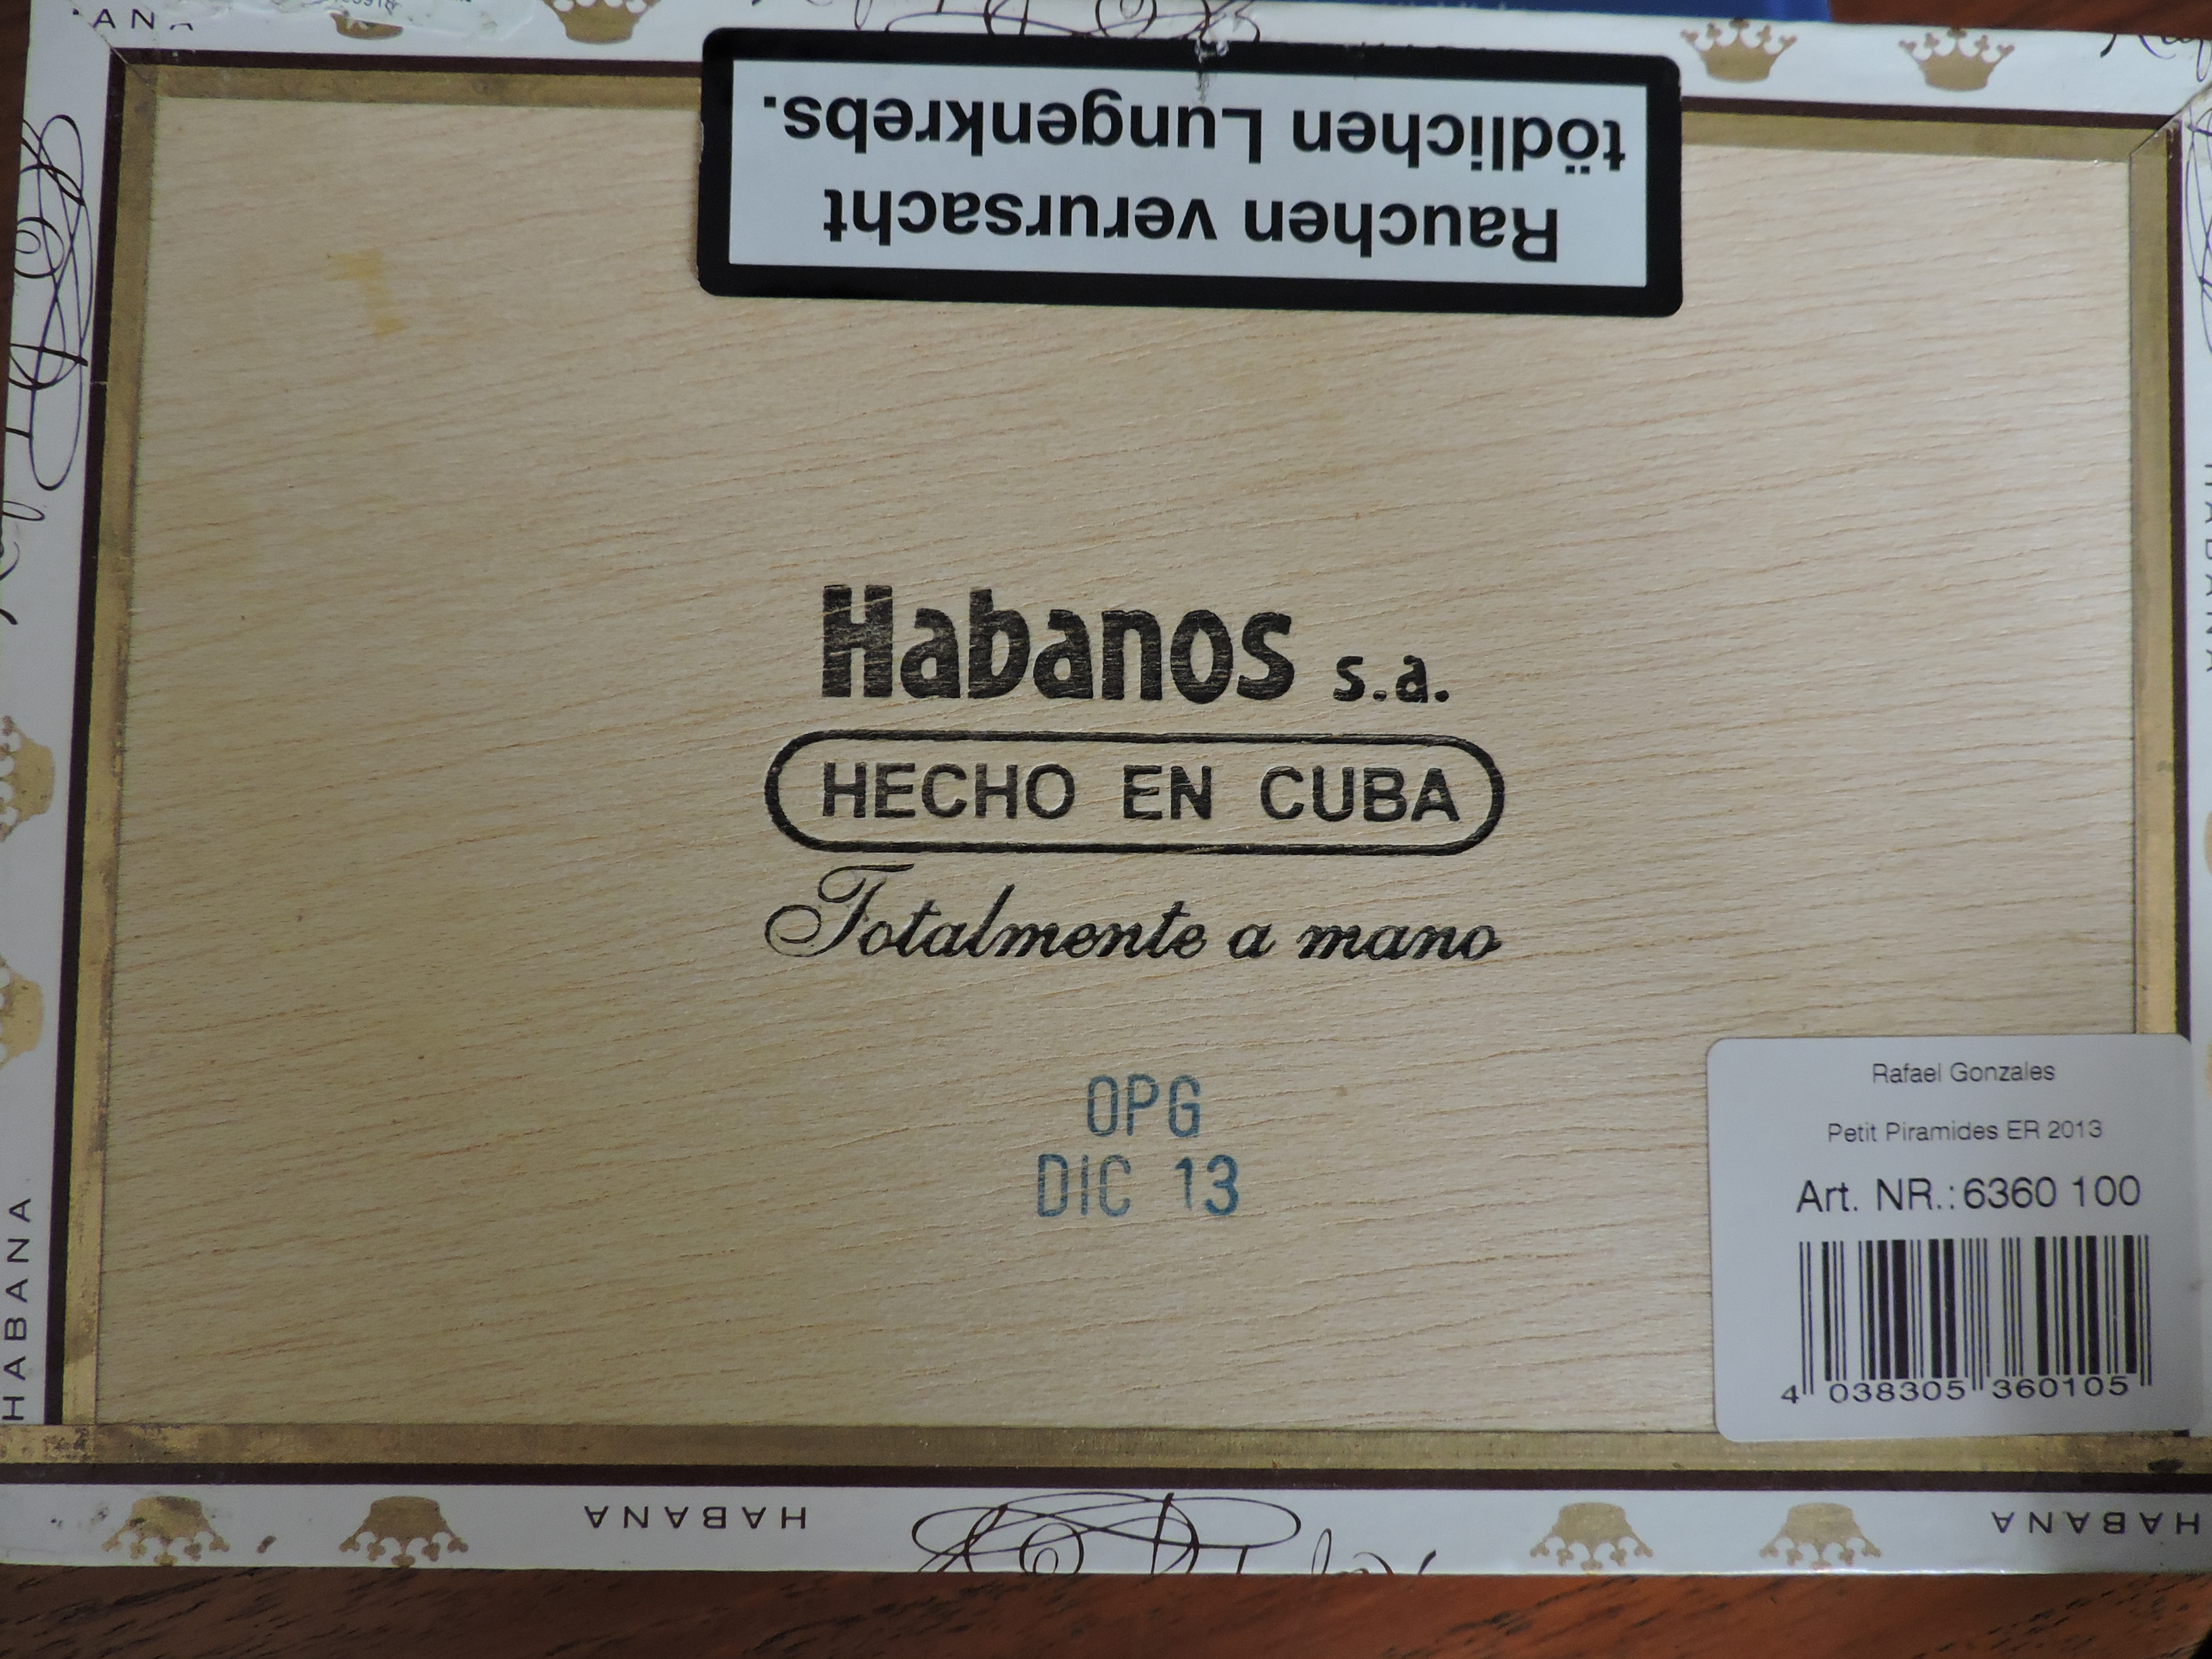 Rauchen verursacht
tödlichen Lungenkrebs.
Habanos s.a.
HECHO EN CUBA
Totalmente a mano
OPG
DIC 13
Rafael Gonzales
Petit Piramides ER 2013
Art. NR.: 6360 100
4 038305 360105
HABANA
HABANA
HABANA
HABANA